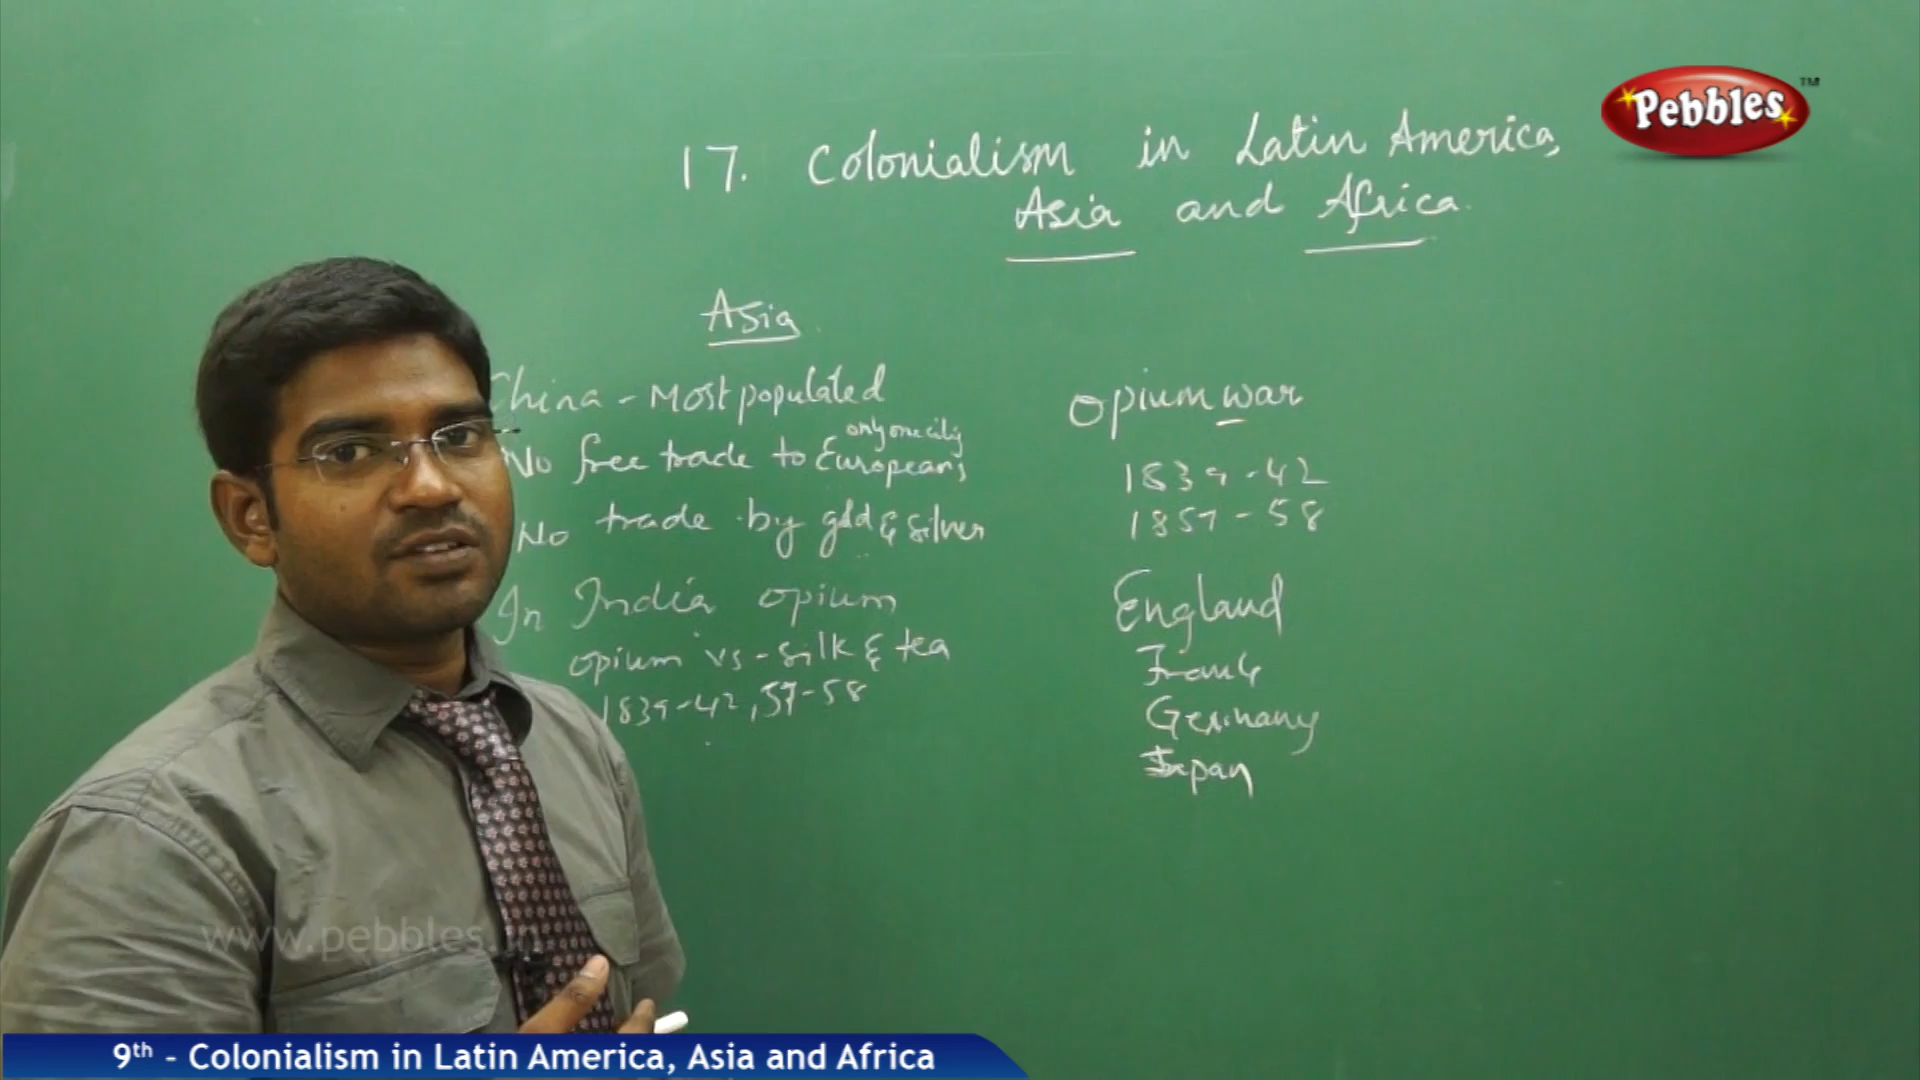 Pebbles™
17. Colonialism in Latin America,
Asia and Africa.
Asia
China - Most populated
only one city
No free trade to Europeans
No trade by gold & silver
In India opium
opium vs - silk & tea
1839-42, 57-58
Opium war
1839-42
1857-58
England
France
Germany
Japan
www.pebbles.in
9th - Colonialism in Latin America, Asia and Africa